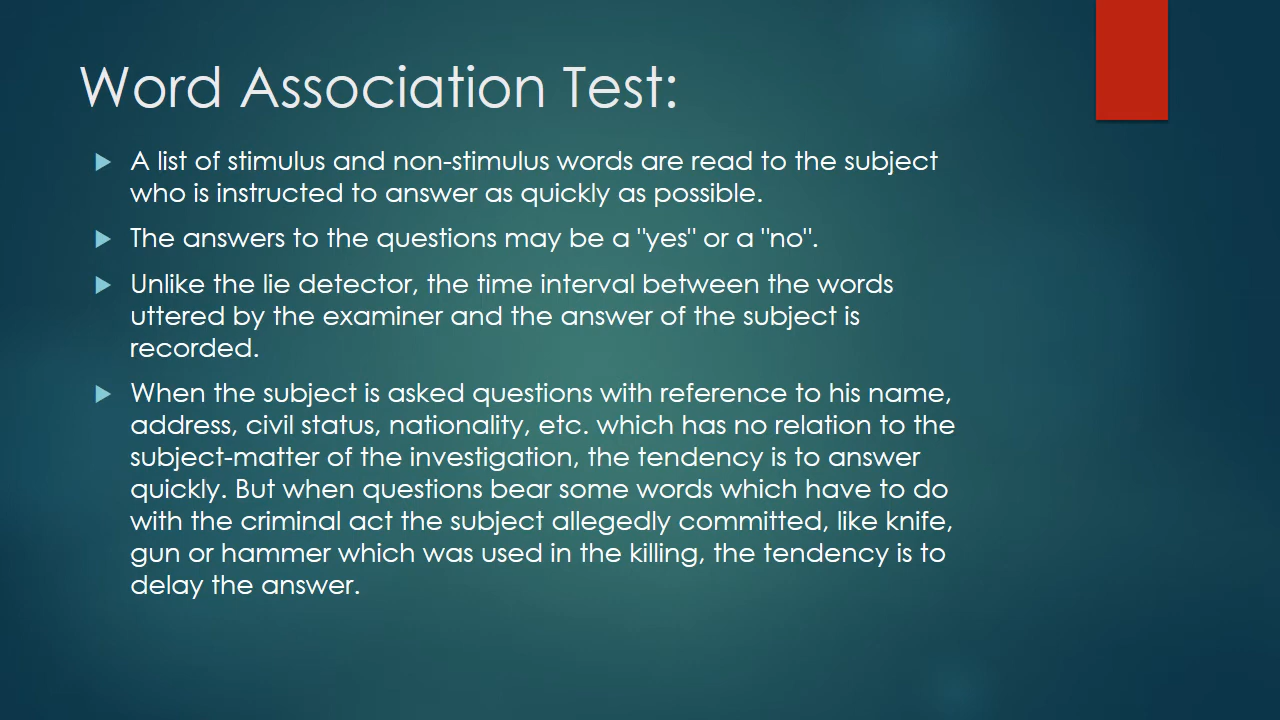 Word Association Test:
A list of stimulus and non-stimulus words are read to the subject
who is instructed to answer as quickly as possible.
The answers to the questions may be a "yes" or a "no".
Unlike the lie detector, the time interval between the words
uttered by the examiner and the answer of the subject is
recorded.
When the subject is asked questions with reference to his name,
address, civil status, nationality, etc. which has no relation to the
subject-matter of the investigation, the tendency is to answer
quickly. But when questions bear some words which have to do
with the criminal act the subject allegedly committed, like knife,
gun or hammer which was used in the killing, the tendency is to
delay the answer.